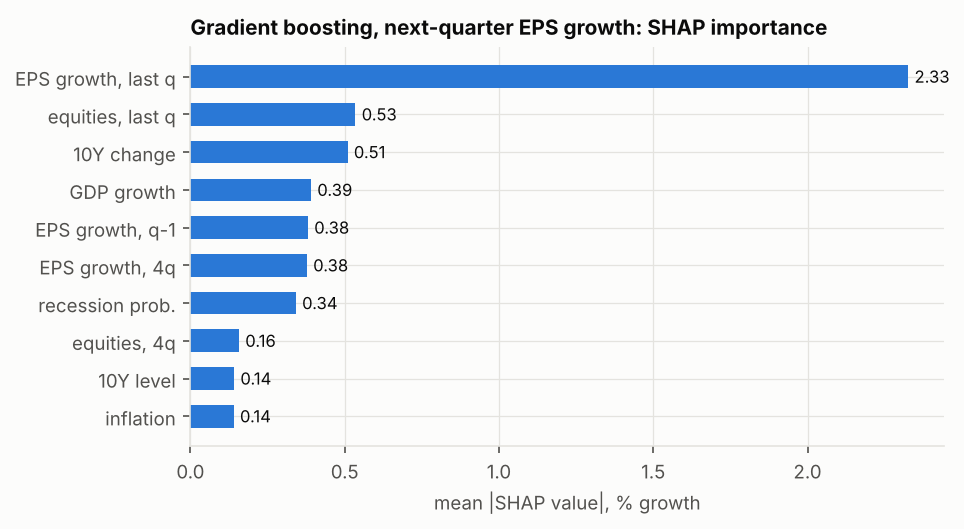 Gradient boosting, next-quarter EPS growth: SHAP importance
EPS growth, last q 2.33
equities, last q 0.53
10Y change 0.51
GDP growth 0.39
EPS growth, q-1 0.38
EPS growth, 4q 0.38
recession prob. 0.34
equities, 4q 0.16
10Y level 0.14
inflation 0.14
0.0 0.5 1.0 1.5 2.0
mean |SHAP value|, % growth